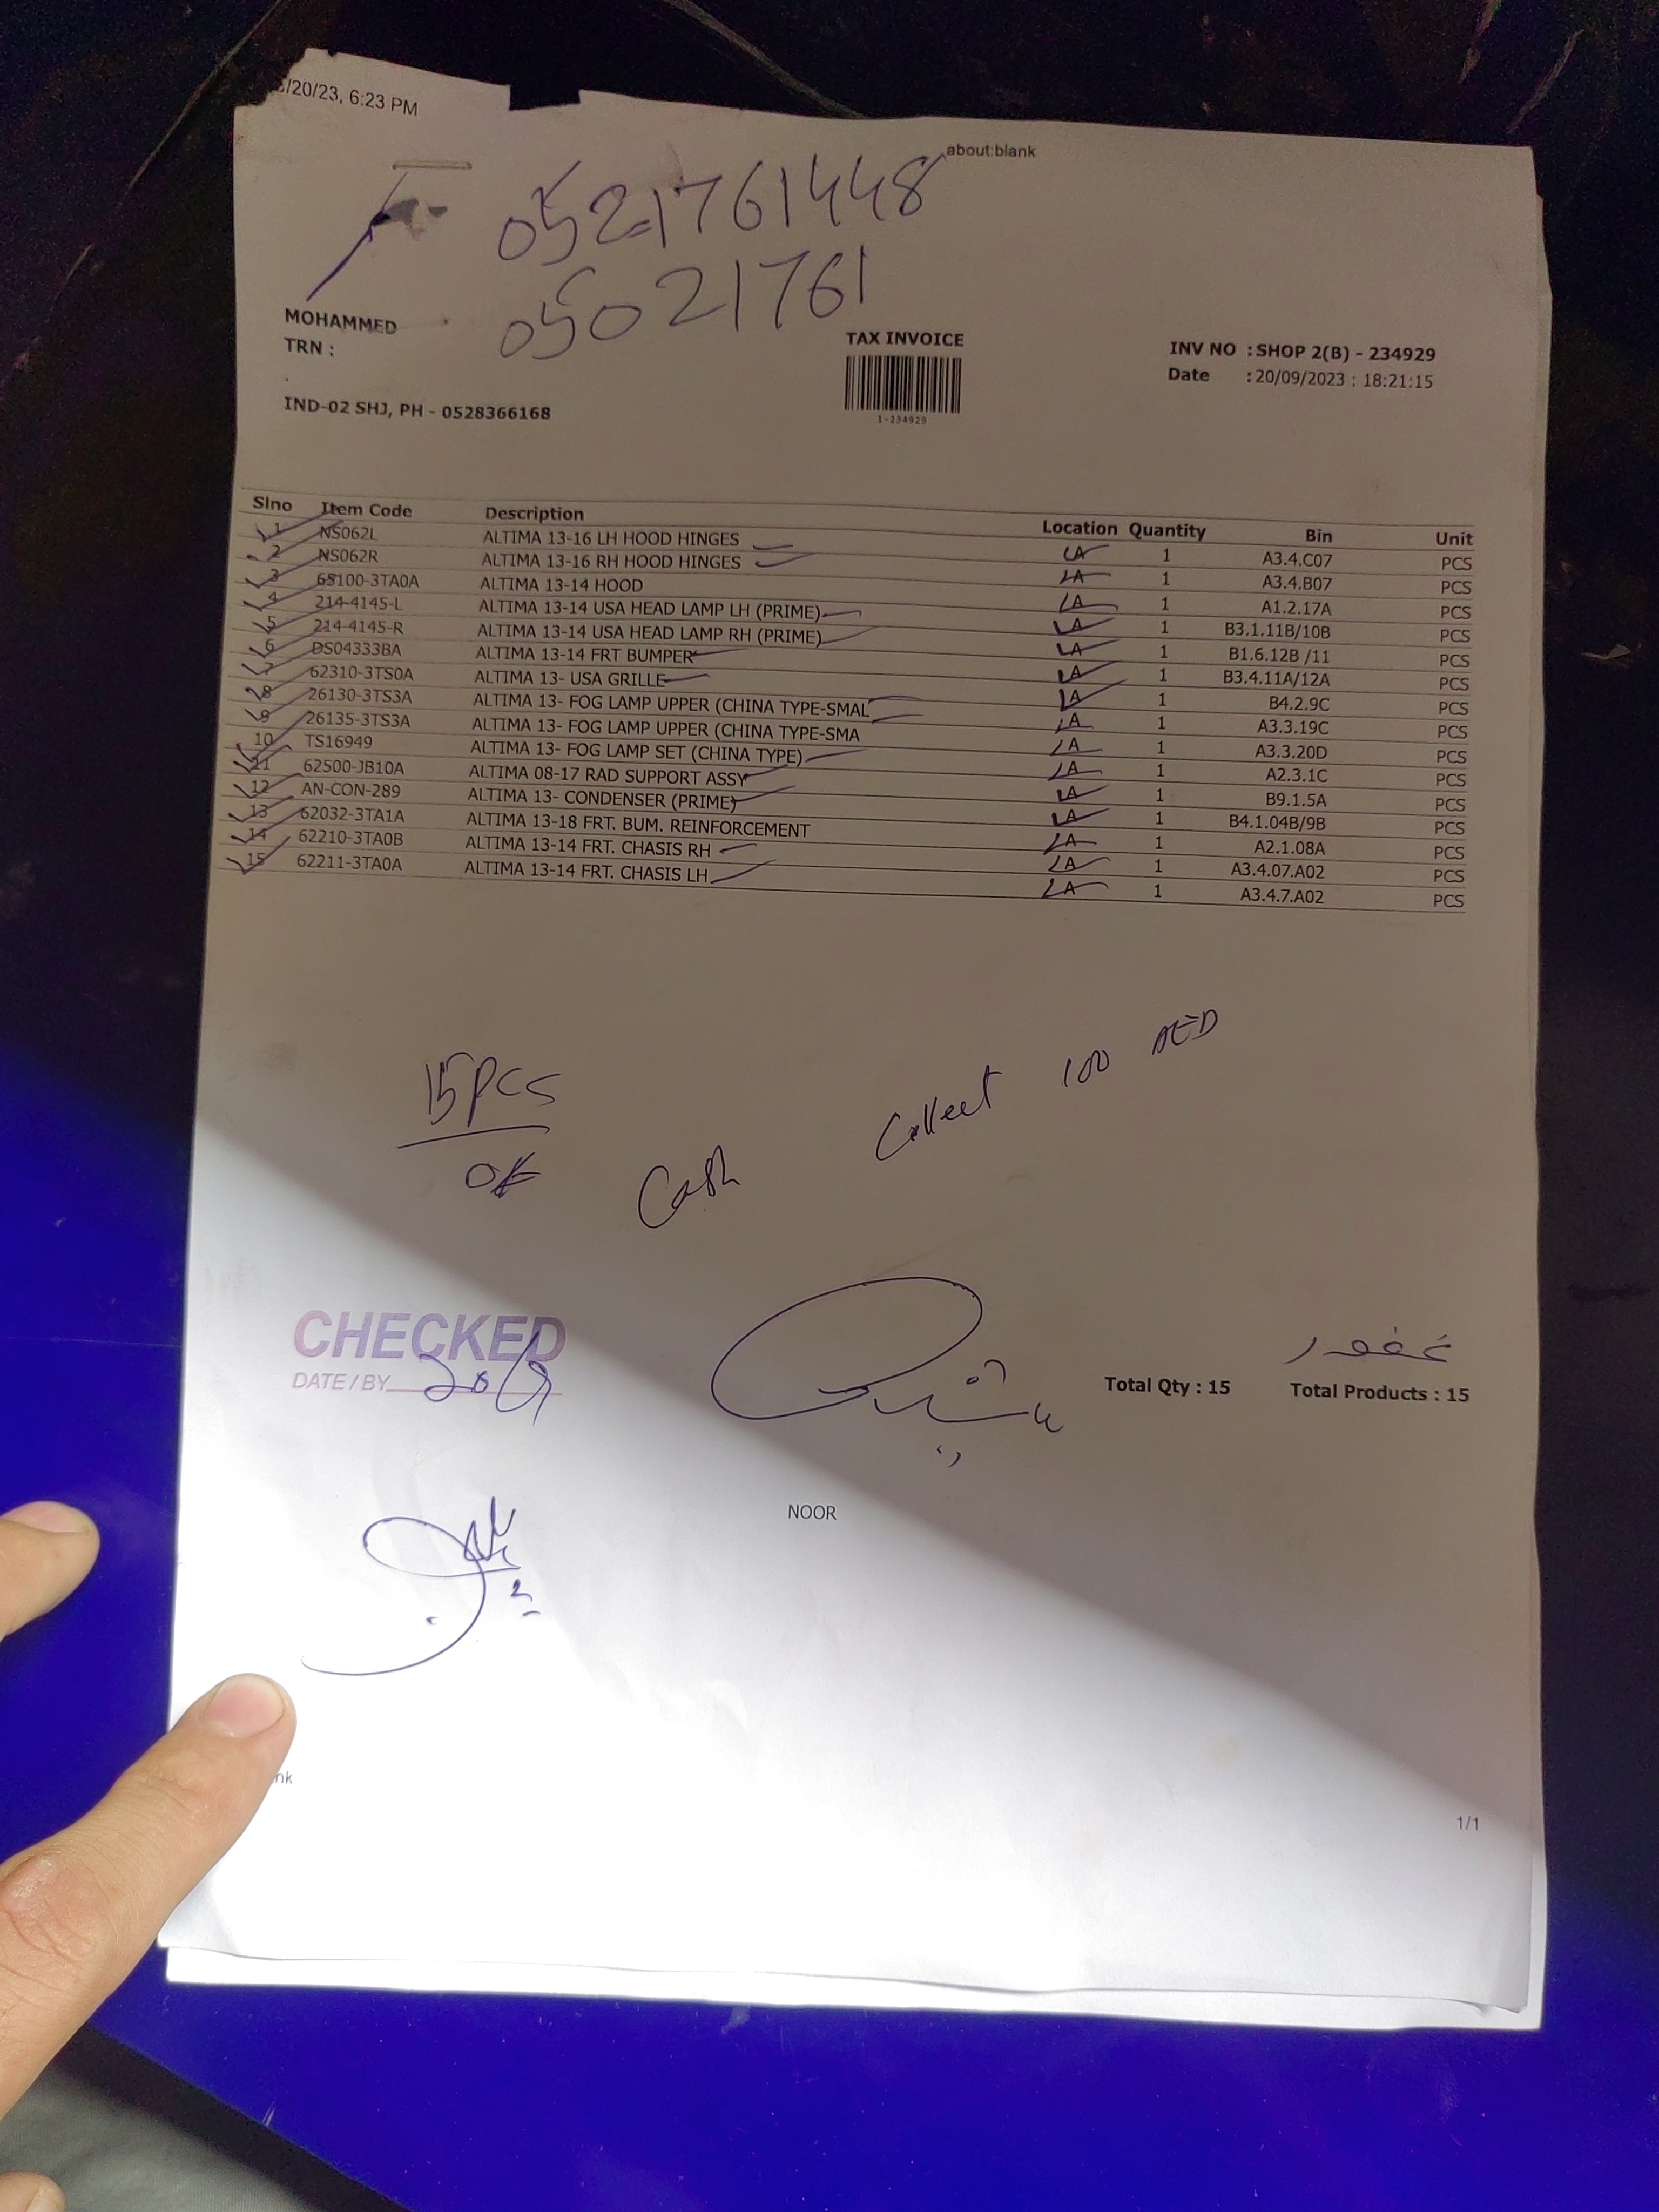 /20/23, 6:23 PM
about:blank
0521761448
05021761
MOHAMMED
TRN :
.
IND-02 SHJ, PH - 0528366168
TAX INVOICE
1-234929
INV NO : SHOP 2(B) - 234929
Date : 20/09/2023 : 18:21:15
Slno Item Code Description Location Quantity Bin Unit
1 NS062L ALTIMA 13-16 LH HOOD HINGES LA 1 A3.4.C07 PCS
2 NS062R ALTIMA 13-16 RH HOOD HINGES LA 1 A3.4.B07 PCS
3 65100-3TA0A ALTIMA 13-14 HOOD LA 1 A1.2.17A PCS
4 214-4145-L ALTIMA 13-14 USA HEAD LAMP LH (PRIME) LA 1 B3.1.11B/10B PCS
5 214-4145-R ALTIMA 13-14 USA HEAD LAMP RH (PRIME) LA 1 B1.6.12B /11 PCS
6 DS04333BA ALTIMA 13-14 FRT BUMPER LA 1 B3.4.11A/12A PCS
7 62310-3TS0A ALTIMA 13- USA GRILLE LA 1 B4.2.9C PCS
8 26130-3TS3A ALTIMA 13- FOG LAMP UPPER (CHINA TYPE-SMAL LA 1 A3.3.19C PCS
9 26135-3TS3A ALTIMA 13- FOG LAMP UPPER (CHINA TYPE-SMA LA 1 A3.3.20D PCS
10 TS16949 ALTIMA 13- FOG LAMP SET (CHINA TYPE) LA 1 A2.3.1C PCS
11 62500-JB10A ALTIMA 08-17 RAD SUPPORT ASSY LA 1 B9.1.5A PCS
12 AN-CON-289 ALTIMA 13- CONDENSER (PRIME) LA 1 B4.1.04B/9B PCS
13 62032-3TA1A ALTIMA 13-18 FRT. BUM. REINFORCEMENT LA 1 A2.1.08A PCS
14 62210-3TA0B ALTIMA 13-14 FRT. CHASIS RH LA 1 A3.4.07.A02 PCS
15 62211-3TA0A ALTIMA 13-14 FRT. CHASIS LH LA 1 A3.4.7.A02 PCS
15 PCS
OK
Cash Collect 100 AED
CHECKED
DATE / BY 20/9
غفور
Total Qty : 15 Total Products : 15
NOOR
nk
1/1